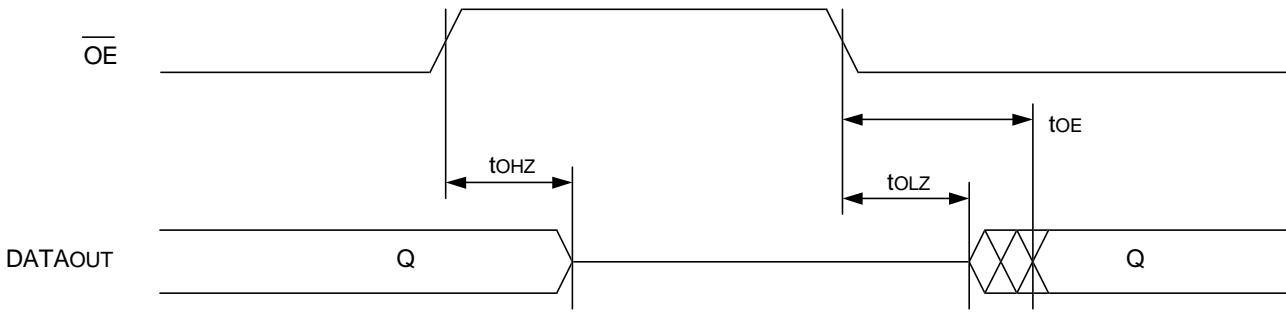 OE
tOE
tOHZ
tOLZ
DATAOUT
Q
Q